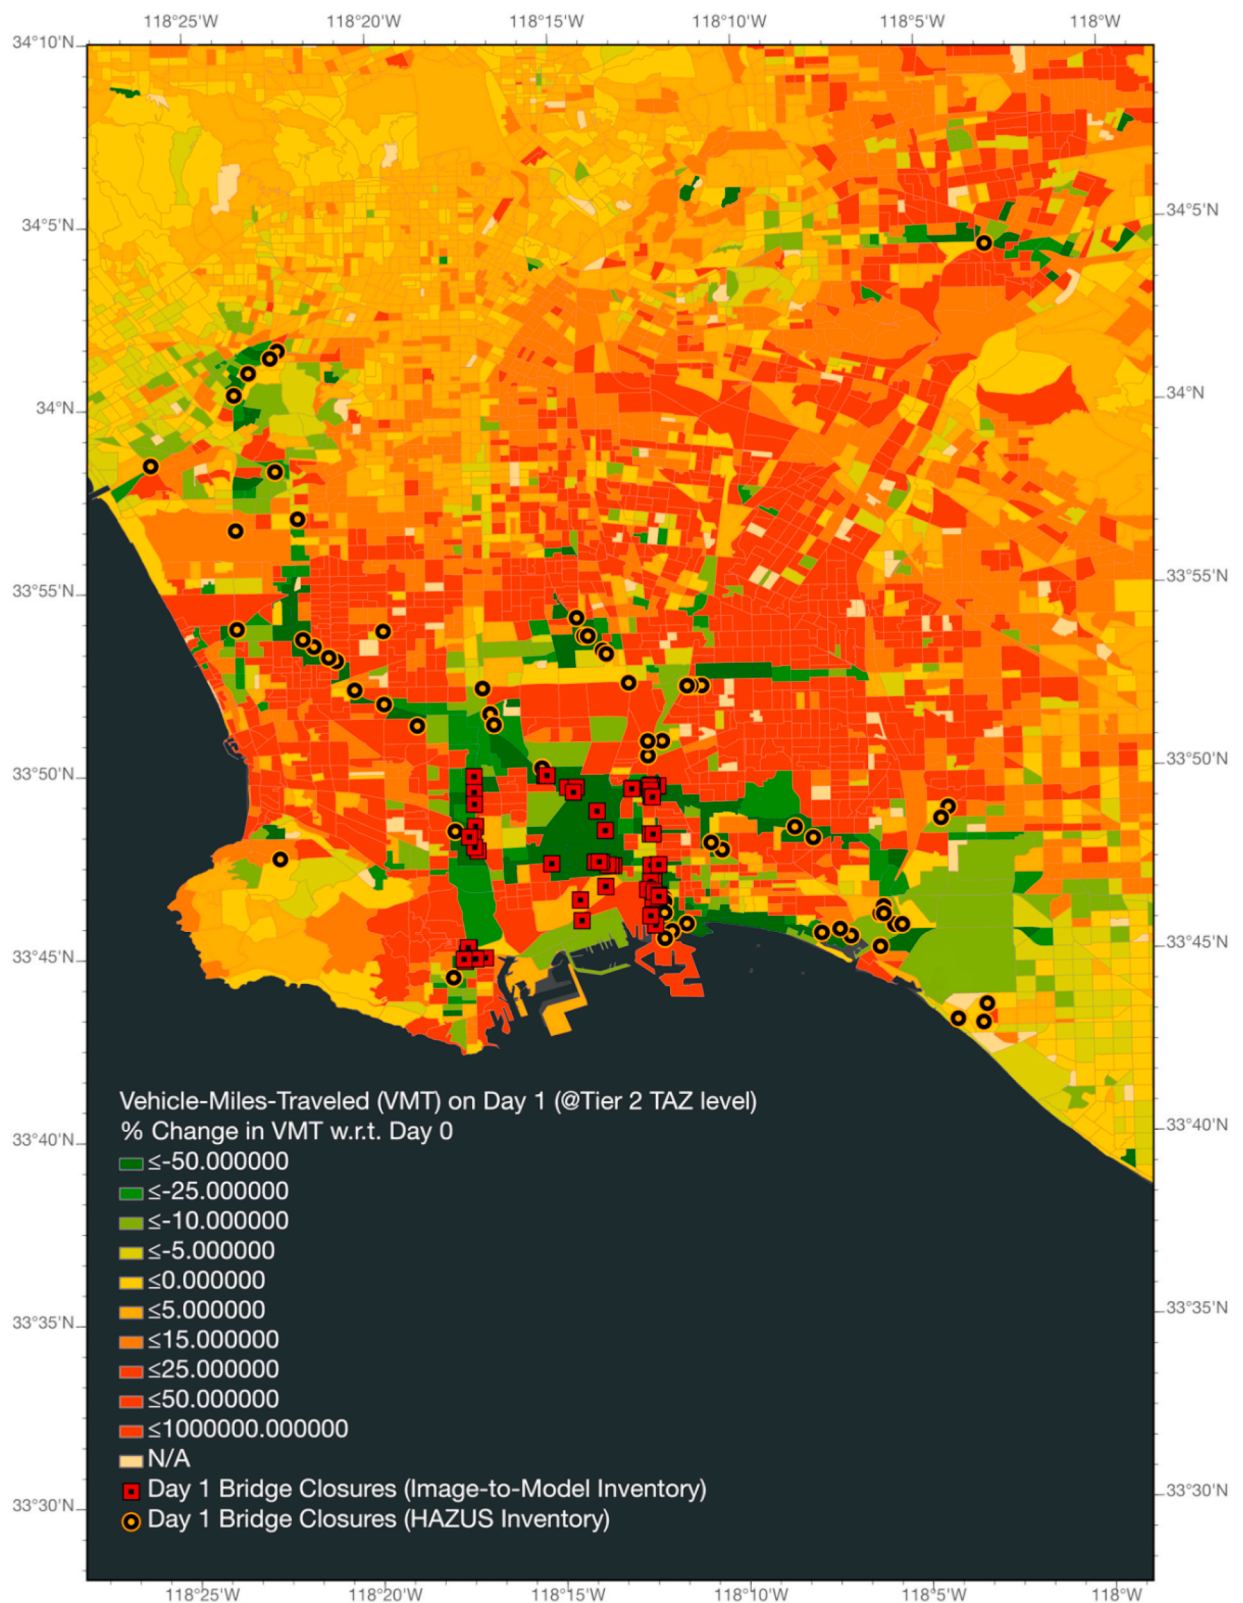 118°25'W 118°20'W 118°15'W 118°10'W 118°5'W 118°W
34°10'N
34°5'N 34°5'N
34°N 34°N
33°55'N 33°55'N
33°50'N 33°50'N
33°45'N 33°45'N
Vehicle-Miles-Traveled (VMT) on Day 1 (@Tier 2 TAZ level)
% Change in VMT w.r.t. Day 0
33°40'N 33°40'N
≤-50.000000
≤-25.000000
≤-10.000000
≤-5.000000
≤0.000000
≤5.000000
33°35'N 33°35'N
≤15.000000
≤25.000000
≤50.000000
≤1000000.000000
N/A
Day 1 Bridge Closures (Image-to-Model Inventory)
33°30'N 33°30'N
Day 1 Bridge Closures (HAZUS Inventory)
118°25'W 118°20'W 118°15'W 118°10'W 118°5'W 118°W